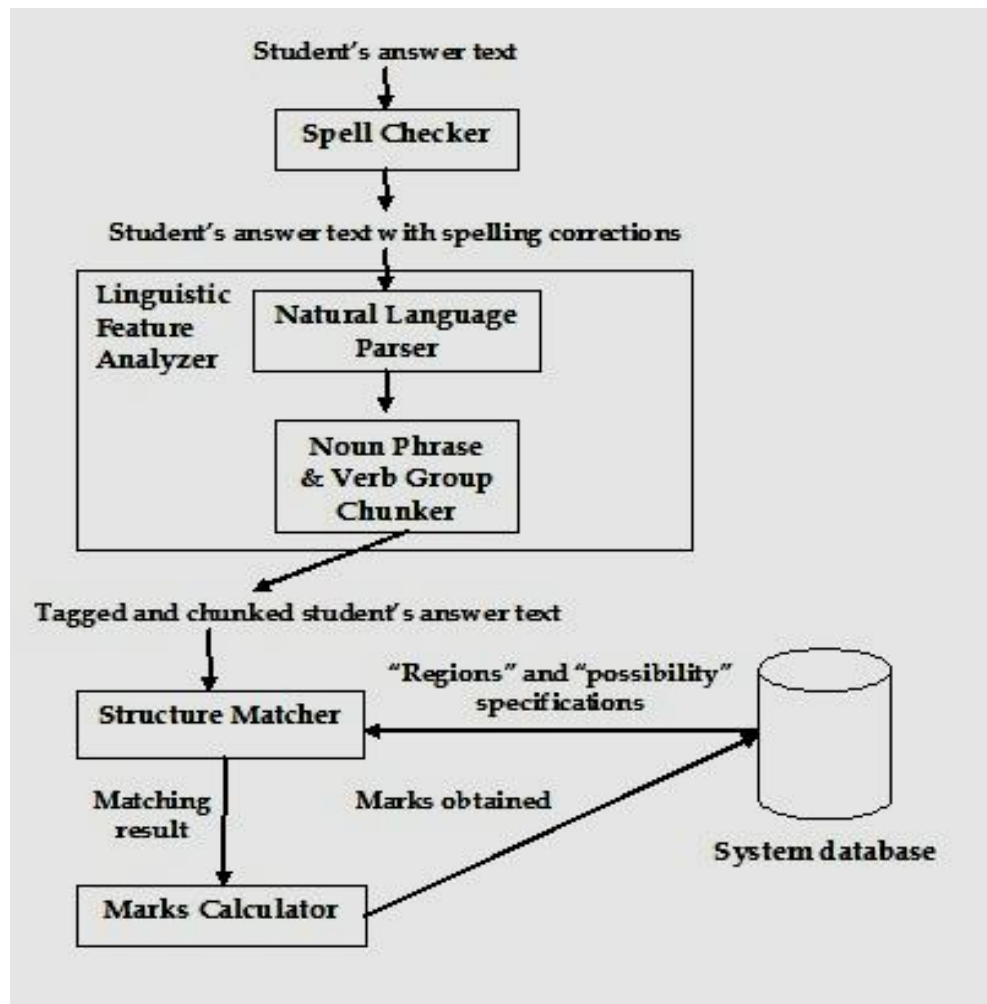 Student's answer text
Spell Checker
Student's answer text with spelling corrections
Linguistic
Feature
Analyzer
Natural Language
Parser
Noun Phrase
& Verb Group
Chunker
Tagged and chunked student's answer text
"Regions" and "possibility"
specifications
Structure Matcher
Matching
result
Marks obtained
System database
Marks Calculator